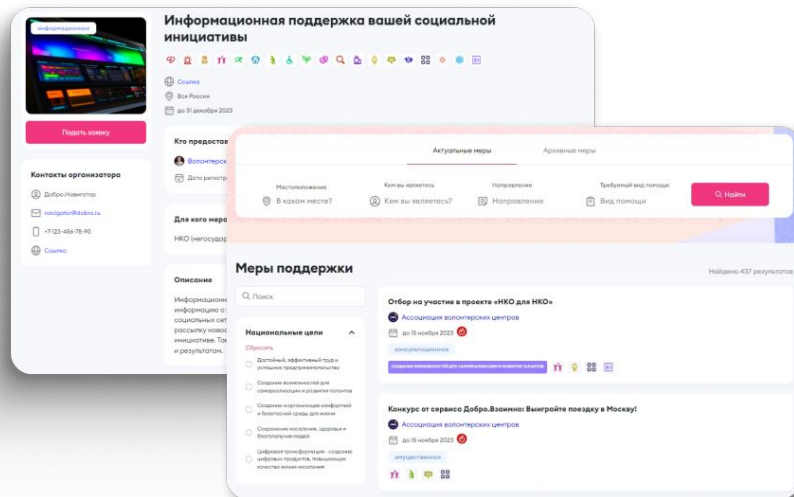 информационная
Информационная поддержка вашей социальной
инициативы
Ссылка
Вся Россия
до 31 декабря 2023
Подать заявку
Контакты организатора
Добро.Навигатор
navigator@dobro.ru
+7-123-456-78-90
Ссылка
Кто предостав
Волонтерск
Дата регистр
Для кого мера
НКО (негосудар
Описание
Информационн
информацию о
социальных сет
рассылку новос
инициативе. Так
и результатом.
Актуальные меры
Архивные меры
Местоположение
В каком месте?
Кем вы являетесь
Кем вы являетесь?
Направление
Направление
Требуемый вид помощи
Вид помощи
Найти
Меры поддержки
Найдено 437 результатов
Поиск
Национальные цели
Сбросить
Достойный, эффективный труд и
успешное предпринимательство
Создание возможностей для
самореализации и развития талантов
Создание и организация комфортной
и безопасной среды для жизни
Сохранение населения, здоровья и
благополучия людей
Цифровая трансформация - создание
цифровых продуктов, повышающих
качество жизни населения
Отбор на участие в проекте «НКО для НКО»
Ассоциация волонтерских центров
до 15 ноября 2023
консультационная
СОЗДАНИЕ ВОЗМОЖНОСТЕЙ ДЛЯ САМОРЕАЛИЗАЦИИ И РАЗВИТИЯ ТАЛАНТОВ
Конкурс от сервиса Добро.Взаимно: Выиграйте поездку в Москву!
Ассоциация волонтерских центров
до 15 ноября 2023
имущественная